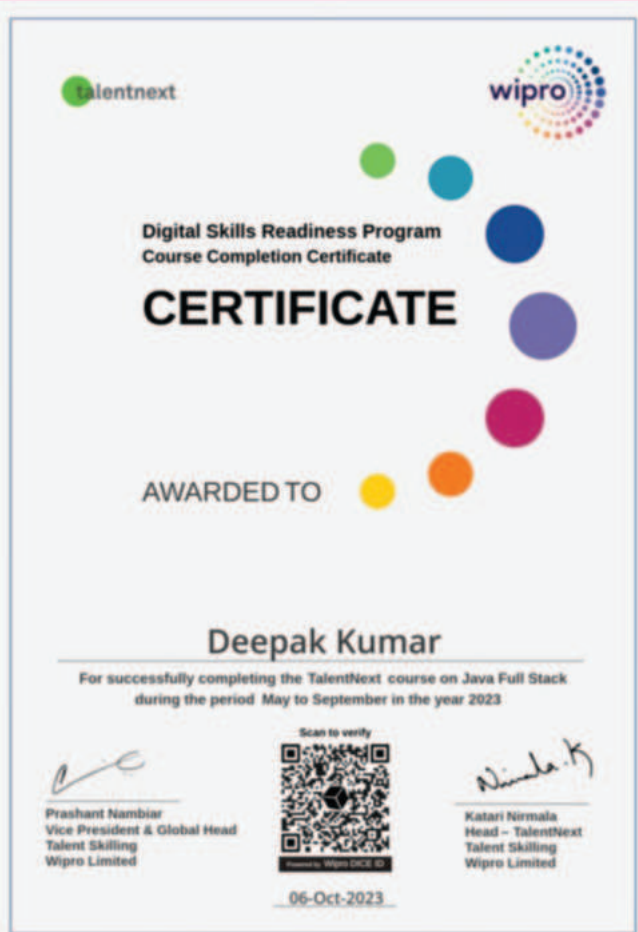 talentnext
wipro
Digital Skills Readiness Program
Course Completion Certificate
CERTIFICATE
AWARDED TO
Deepak Kumar
For successfully completing the TalentNext course on Java Full Stack
during the period May to September in the year 2023
Scan to verify
Nirmala.K
Prashant Nambiar
Vice President & Global Head
Talent Skilling
Wipro Limited
Powered by Wipro DICE ID
Katari Nirmala
Head – TalentNext
Talent Skilling
Wipro Limited
06-Oct-2023